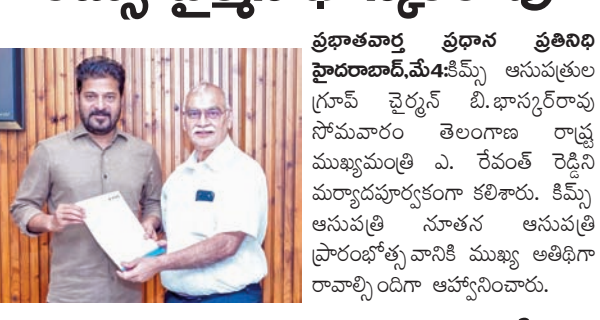 ప్రభాతవార్త ప్రధాన ప్రతినిధి
హైదరాబాద్,మే4:కిమ్స్ ఆసుపత్రుల
గ్రూప్ చైర్మన్ బి.భాస్కర్‌రావు
సోమవారం తెలంగాణ రాష్ట్ర
ముఖ్యమంత్రి ఎ. రేవంత్ రెడ్డిని
మర్యాదపూర్వకంగా కలిశారు. కిమ్స్
ఆసుపత్రి నూతన ఆసుపత్రి
ప్రారంభోత్స వానికి ముఖ్య అతిథిగా
రావాల్సి ందిగా ఆహ్వానించారు.